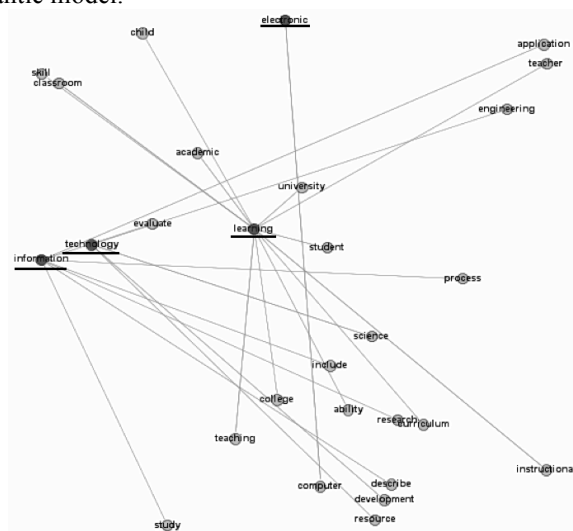 antic model.
electronic
child
application
teacher
skill
classroom
engineering
academic
university
evaluate
learning
technology
student
information
process
science
include
college
ability
research
curriculum
teaching
instructiona
computer
describe
development
resource
study